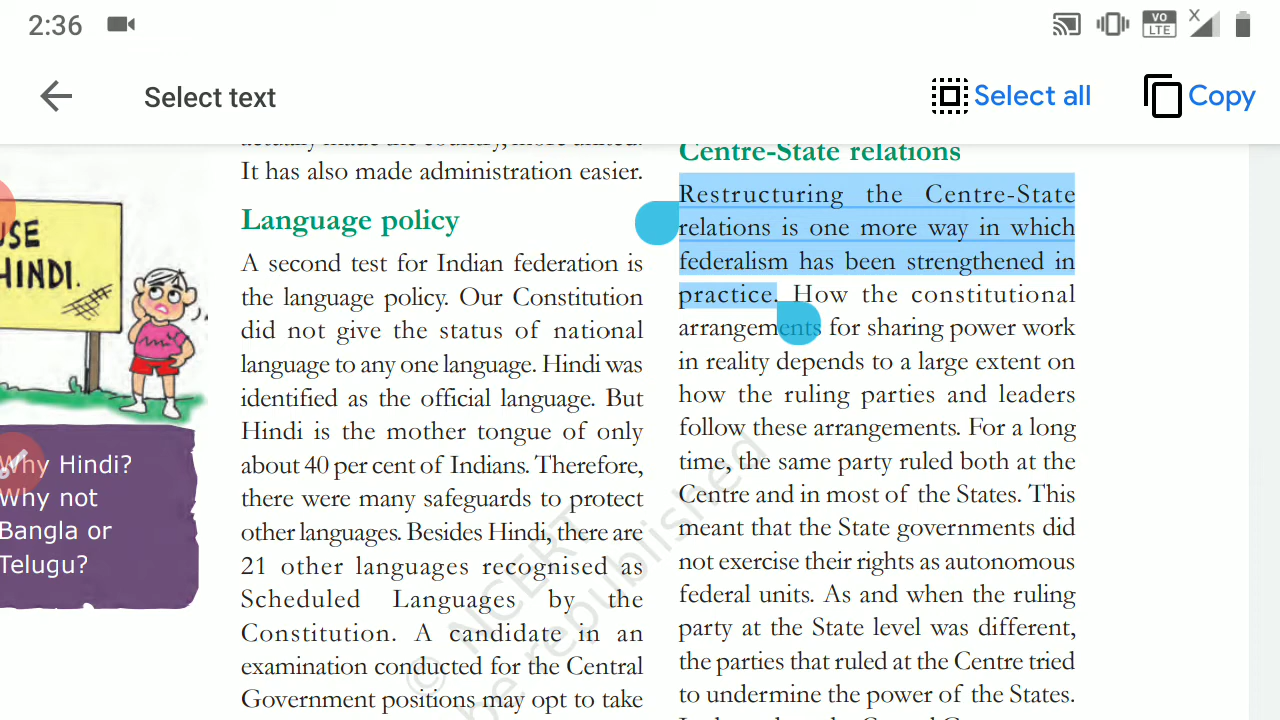 2:36
VO
LTE
X
Select text
Select all
Copy
USE
HINDI.
Why Hindi?
Why not
Bangla or
Telugu?
actually made the country, more united.
It has also made administration easier.
Language policy
A second test for Indian federation is
the language policy. Our Constitution
did not give the status of national
language to any one language. Hindi was
identified as the official language. But
Hindi is the mother tongue of only
about 40 per cent of Indians. Therefore,
there were many safeguards to protect
other languages. Besides Hindi, there are
21 other languages recognised as
Scheduled Languages by the
Constitution. A candidate in an
examination conducted for the Central
Government positions may opt to take
Centre-State relations
Restructuring the Centre-State
relations is one more way in which
federalism has been strengthened in
practice. How the constitutional
arrangements for sharing power work
in reality depends to a large extent on
how the ruling parties and leaders
follow these arrangements. For a long
time, the same party ruled both at the
Centre and in most of the States. This
meant that the State governments did
not exercise their rights as autonomous
federal units. As and when the ruling
party at the State level was different,
the parties that ruled at the Centre tried
to undermine the power of the States.
© NCERT
be republished